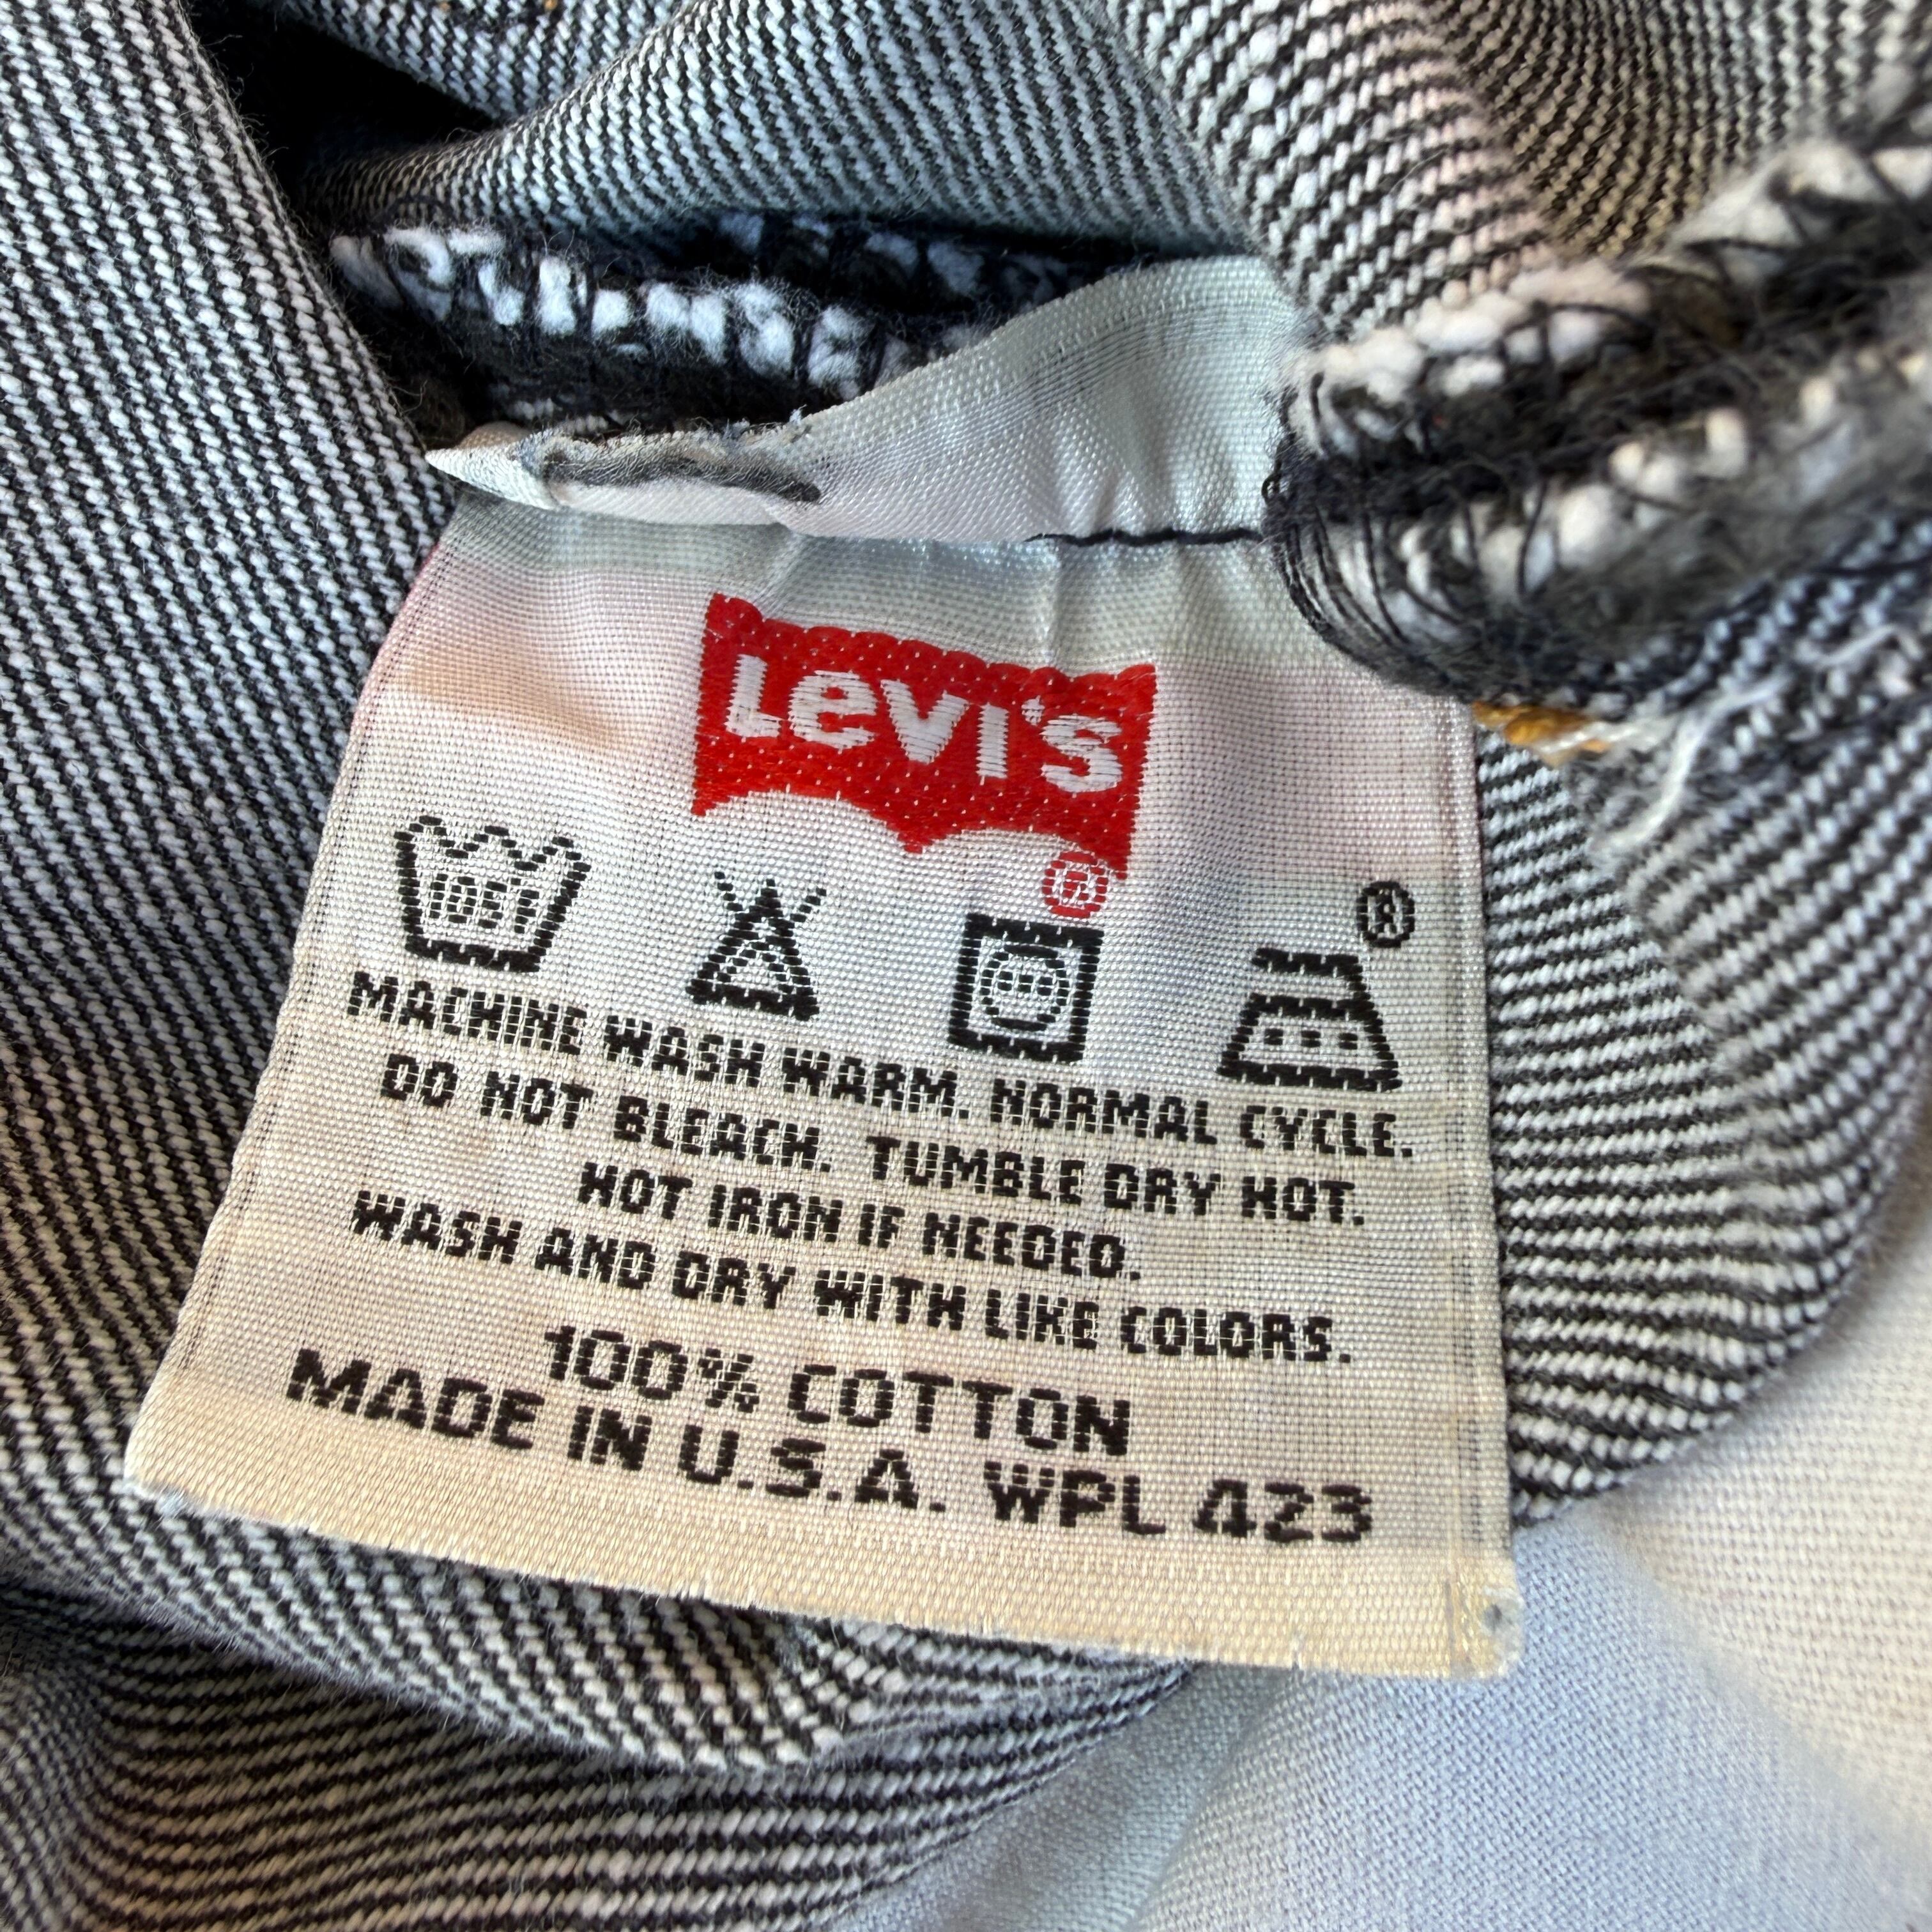 Levi's
®
105F
®
MACHINE WASH WARM. NORMAL CYCLE.
DO NOT BLEACH. TUMBLE DRY HOT.
HOT IRON IF NEEDED.
WASH AND DRY WITH LIKE COLORS.
100% COTTON
MADE IN U.S.A. WPL 423